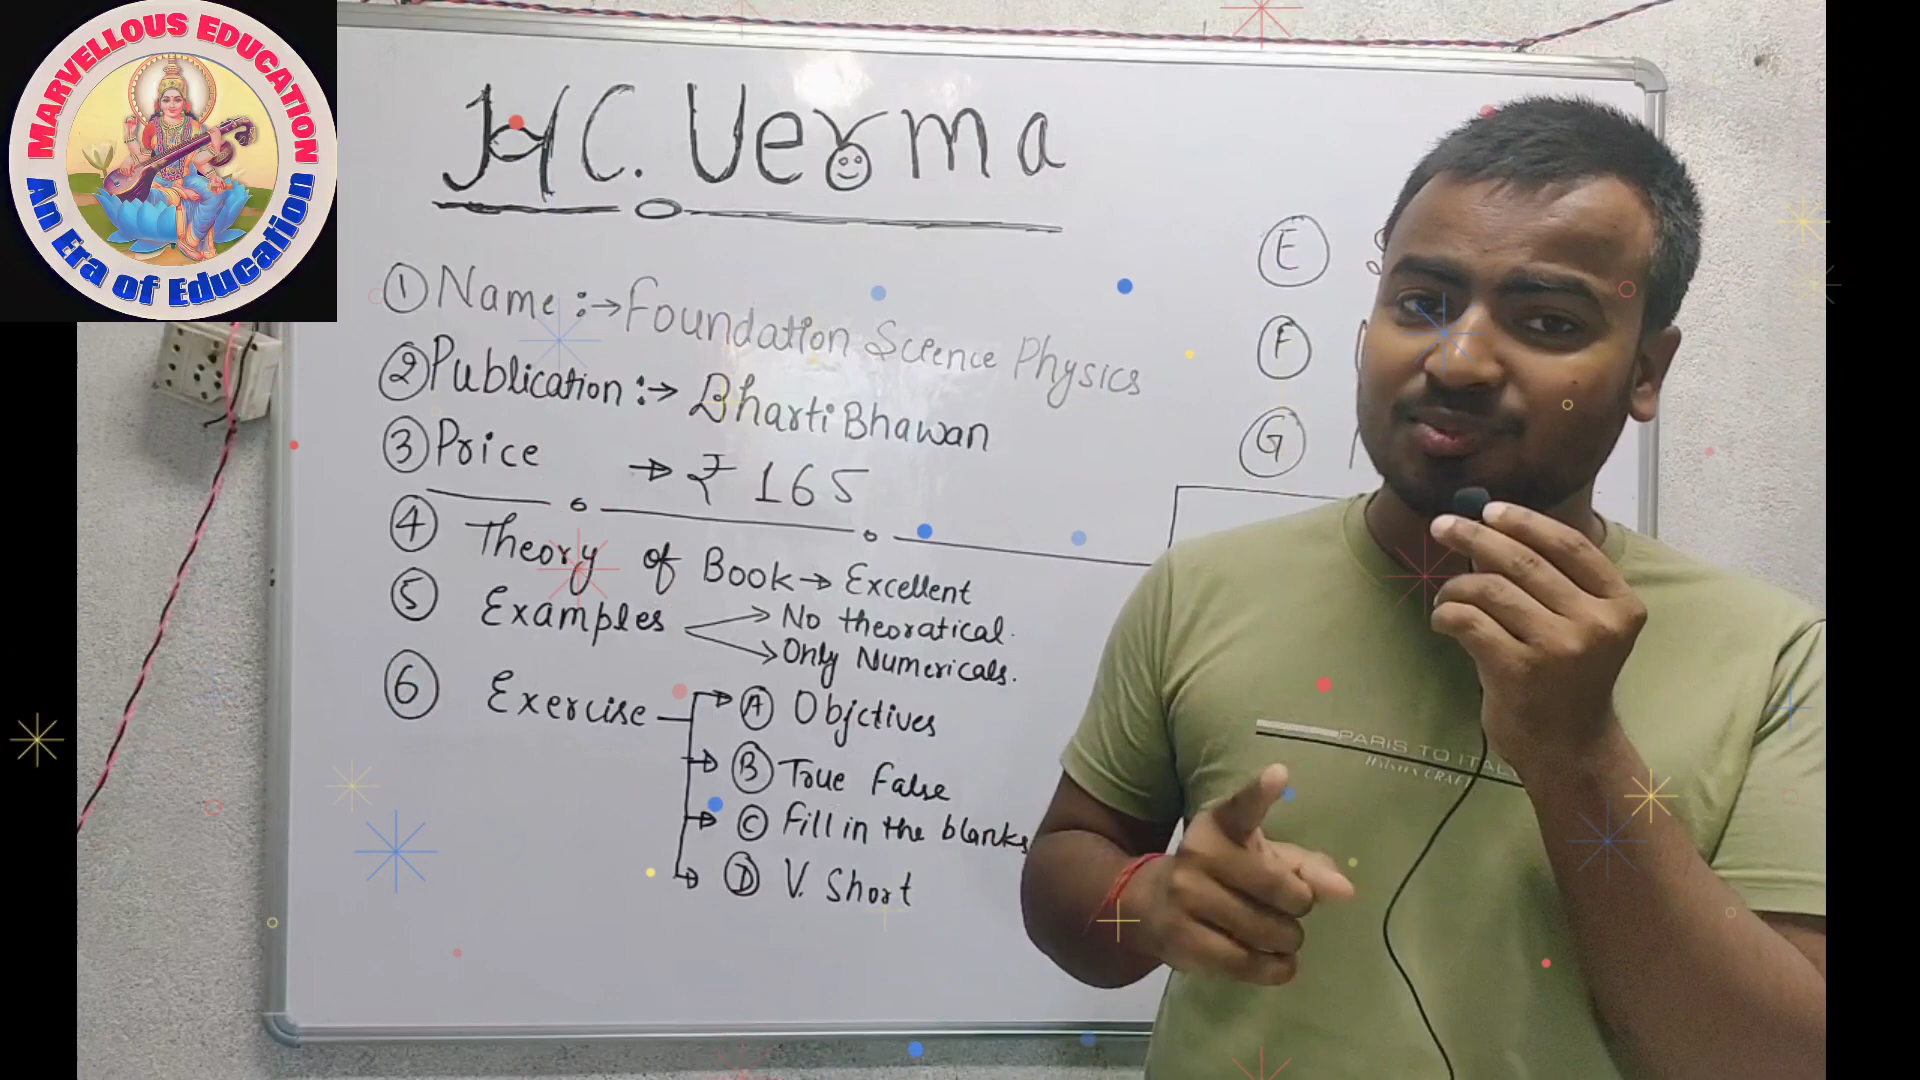 MARVELLOUS EDUCATION
An Era of Education
HC. Verma
① Name :→ Foundation Science Physics
② Publication :→ Bharti Bhawan
③ Price → ₹ 165
④ Theory of Book → Excellent
⑤ Examples → No theoratical.
→ Only Numericals.
⑥ Exercise → Ⓐ Objctives
→ Ⓑ True False
→ Ⓒ Fill in the blanks
→ Ⓓ V. Short
Ⓔ
Ⓕ
Ⓖ
PARIS TO ITALY